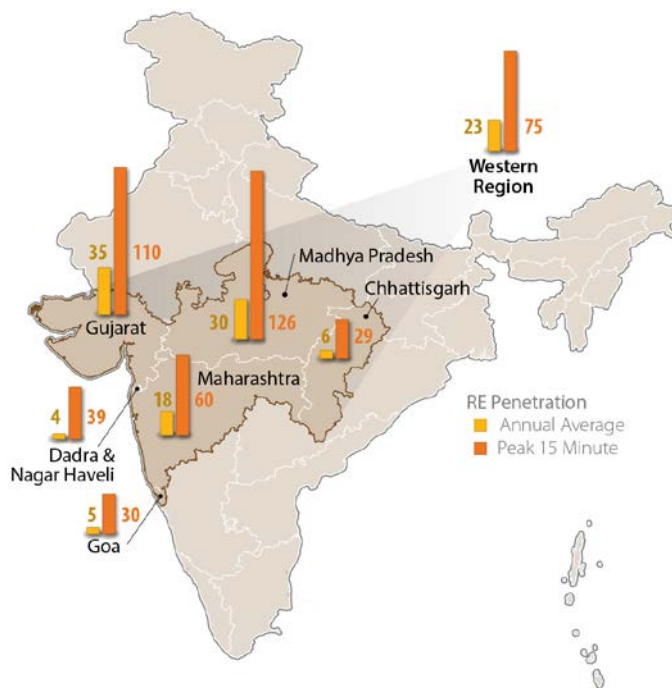 23
75
Western
Region
35
110
Gujarat
Madhya Pradesh
30
126
Chhattisgarh
6
29
Maharashtra
18
60
4
39
Dadra &
Nagar Haveli
5
30
Goa
RE Penetration
Annual Average
Peak 15 Minute